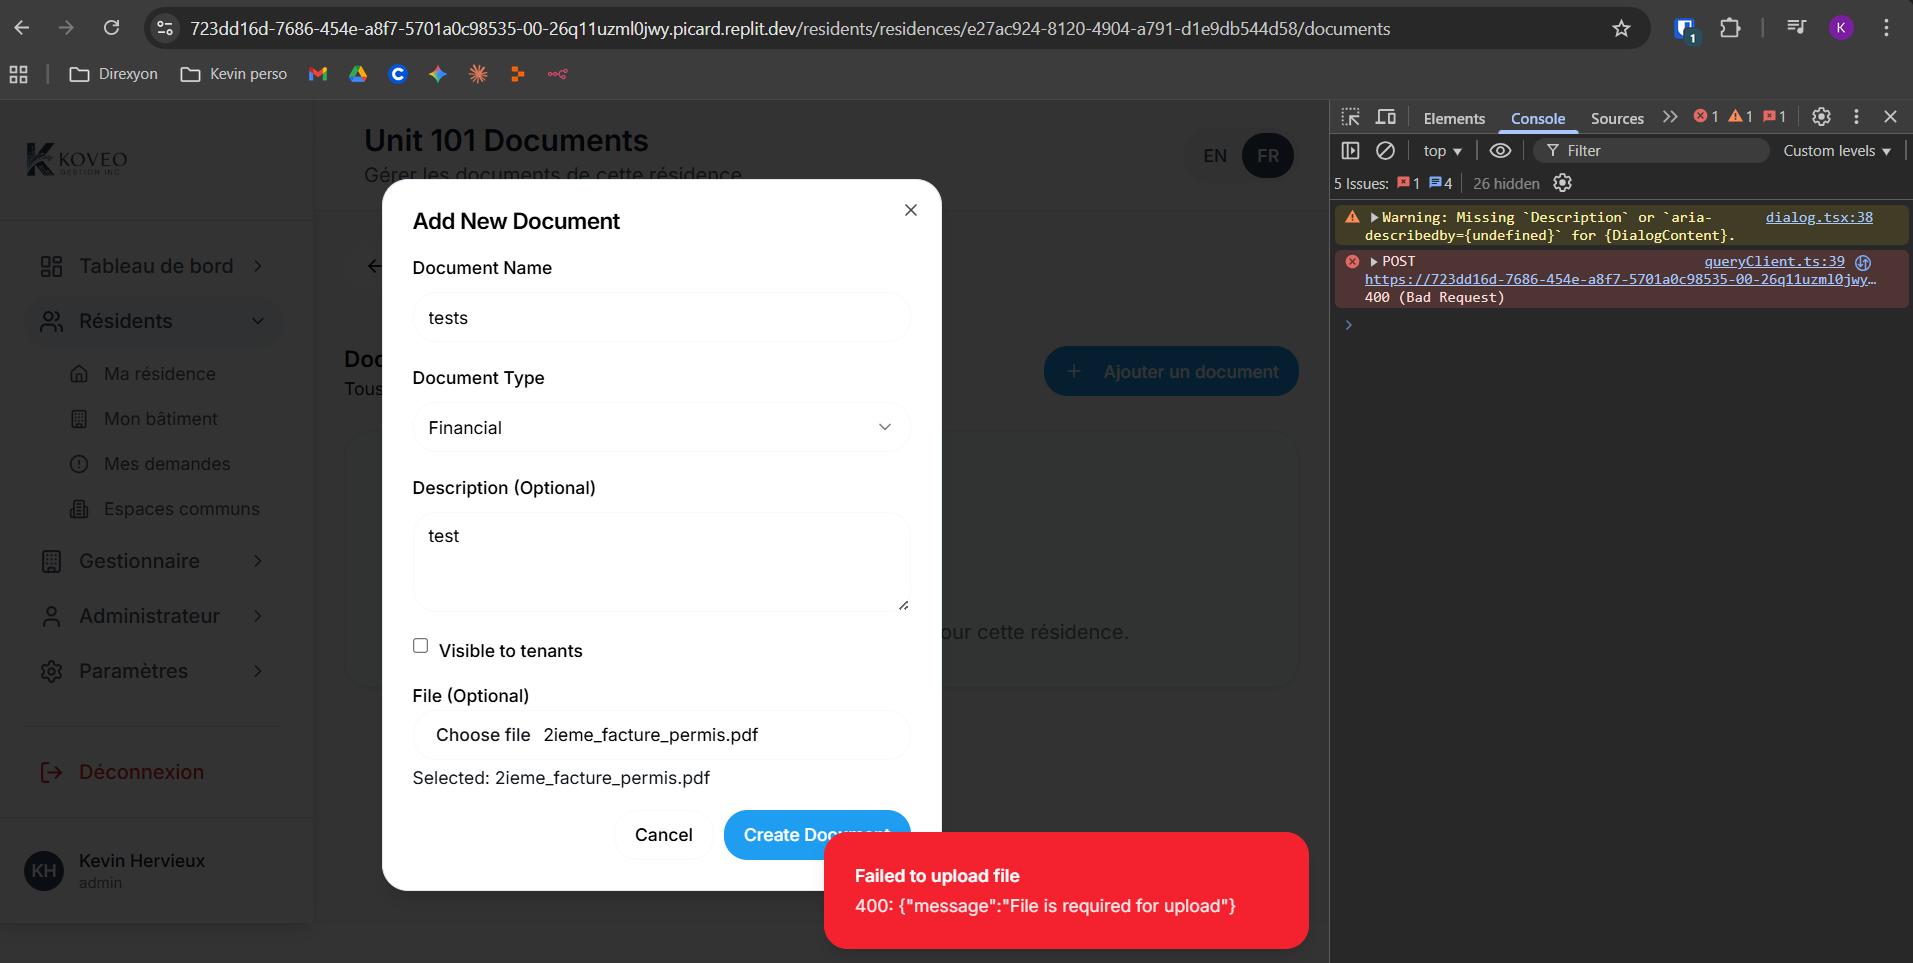 723dd16d-7686-454e-a8f7-5701a0c98535-00-26q11uzml0jwy.picard.replit.dev/residents/residences/e27ac924-8120-4904-a791-d1e9db544d58/documents
1
K
Direxyon
Kevin perso
KOVEO
GESTION INC
Tableau de bord
Résidents
Ma résidence
Mon bâtiment
Mes demandes
Espaces communs
Gestionnaire
Administrateur
Paramètres
Déconnexion
KH
Kevin Hervieux
admin
Unit 101 Documents
Gérer les documents de cette résidence
EN
FR
Doc
Tous
Ajouter un document
our cette résidence.
Add New Document
Document Name
tests
Document Type
Financial
Description (Optional)
test
Visible to tenants
File (Optional)
Choose file 2ieme_facture_permis.pdf
Selected: 2ieme_facture_permis.pdf
Cancel
Create Document
Failed to upload file
400: {"message":"File is required for upload"}
Elements
Console
Sources
1
1
1
top
Filter
Custom levels
5 Issues: 1 4
26 hidden
Warning: Missing `Description` or `aria- dialog.tsx:38
describedby={undefined}` for {DialogContent}.
POST queryClient.ts:39
https://723dd16d-7686-454e-a8f7-5701a0c98535-00-26q11uzml0jwy…
400 (Bad Request)